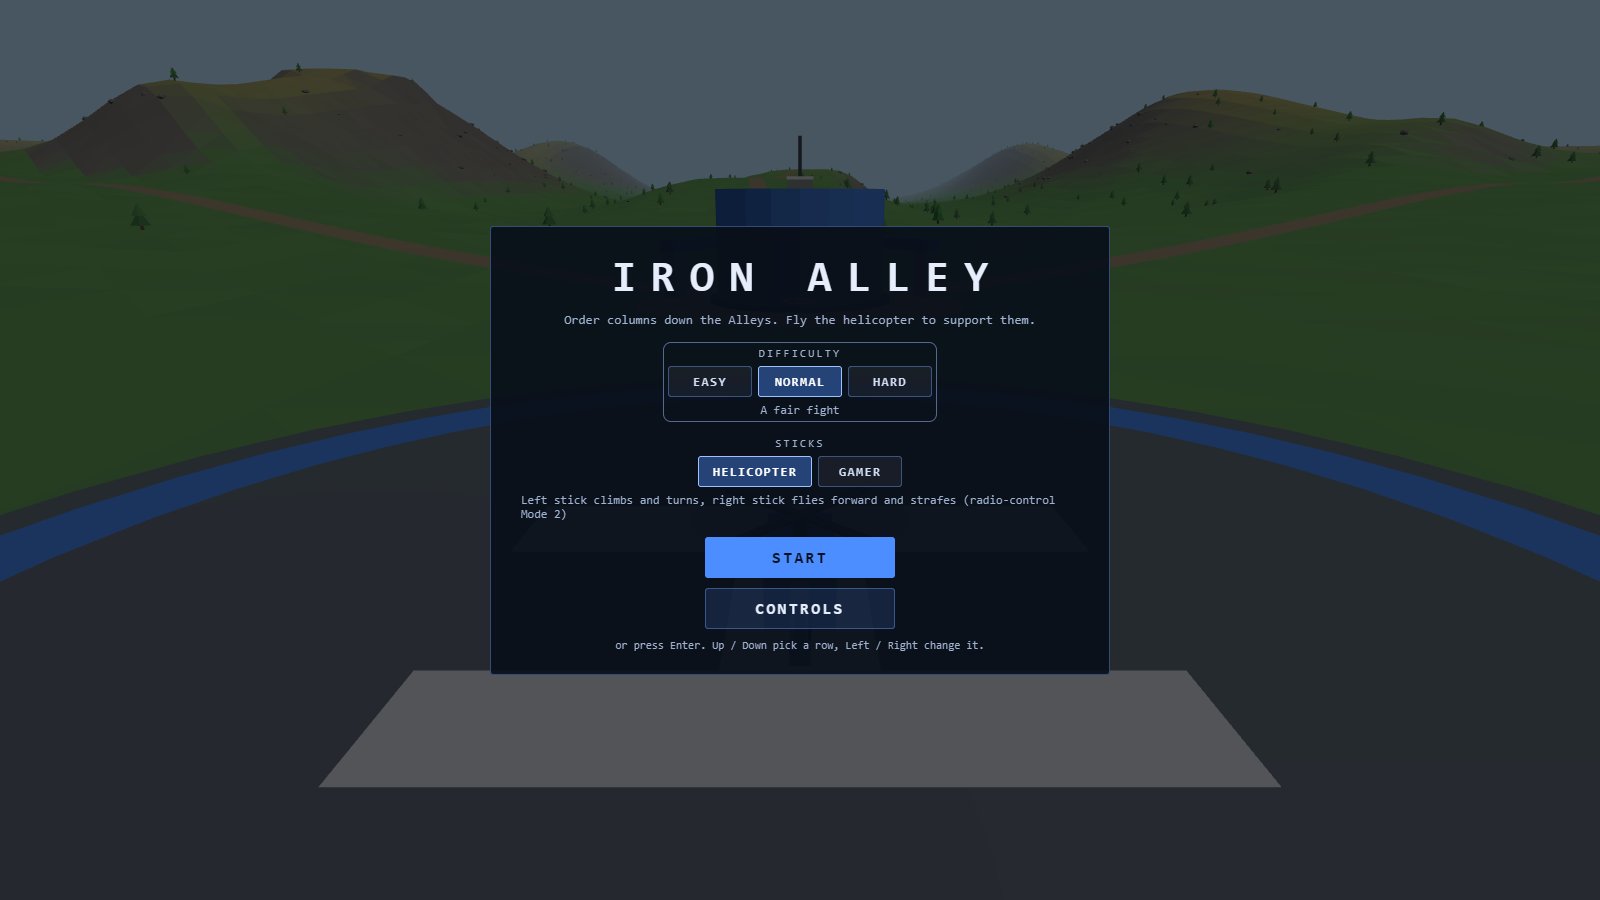 IRON ALLEY
Order columns down the Alleys. Fly the helicopter to support them.
DIFFICULTY
EASY NORMAL HARD
A fair fight
STICKS
HELICOPTER GAMER
Left stick climbs and turns, right stick flies forward and strafes (radio-control
Mode 2)
START
CONTROLS
or press Enter. Up / Down pick a row, Left / Right change it.